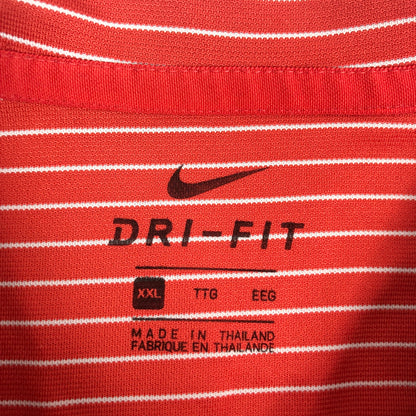 DRI-FIT
XXL TTG EEG
MADE IN THAILAND
FABRIQUE EN THAILANDE